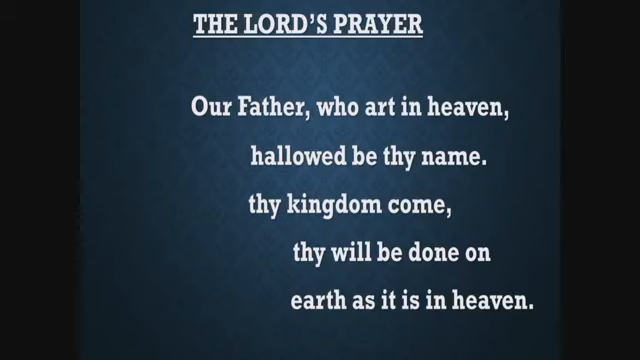 THE LORD'S PRAYER
Our Father, who art in heaven,
hallowed be thy name.
thy kingdom come,
thy will be done on
earth as it is in heaven.